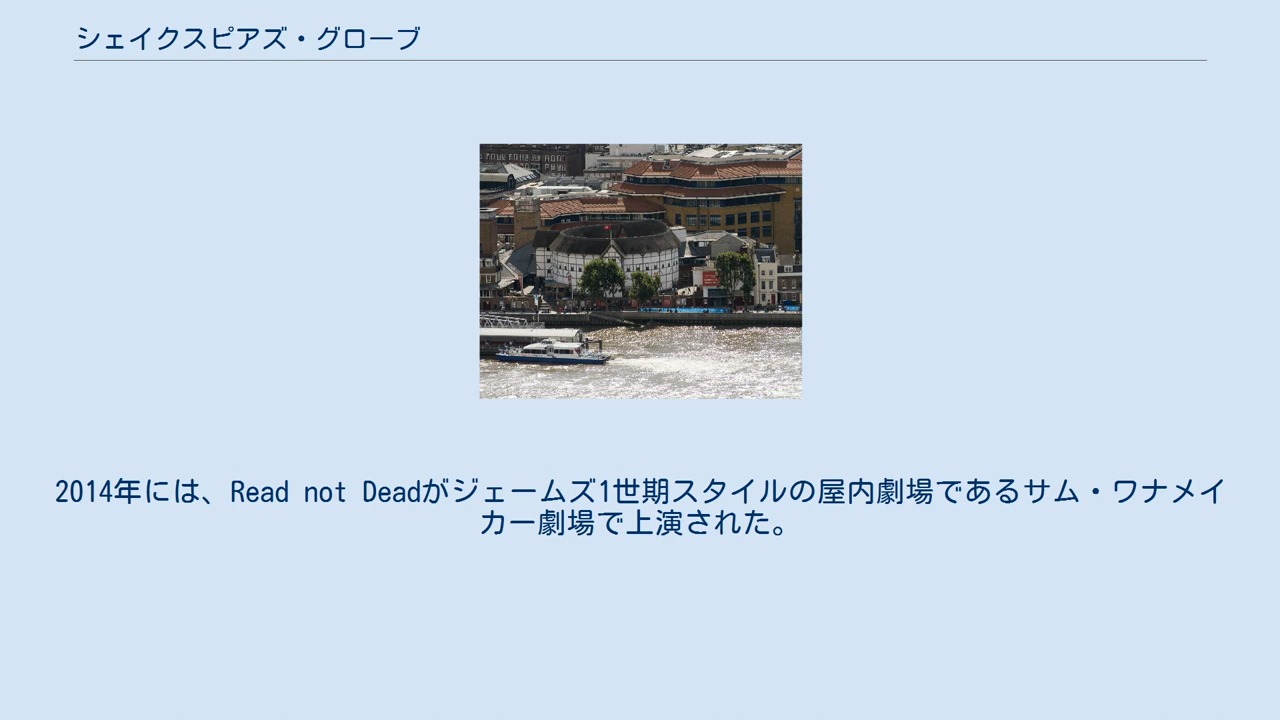 シェイクスピアズ・グローブ
2014年には、Read not Deadがジェームズ1世期スタイルの屋内劇場であるサム・ワナメイ
カー劇場で上演された。